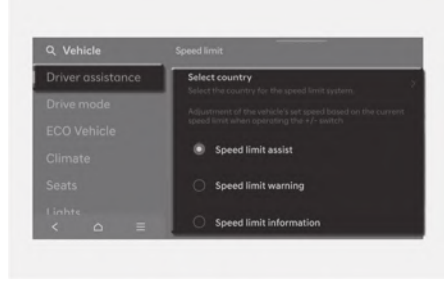 Vehicle
Speed limit
Driver assistance
Drive mode
ECO Vehicle
Climate
Seats
Lights
Select country
Select the country for the speed limit system.
Adjustment of the vehicle's set speed based on the current
speed limit when operating the +/- switch
Speed limit assist
Speed limit warning
Speed limit information